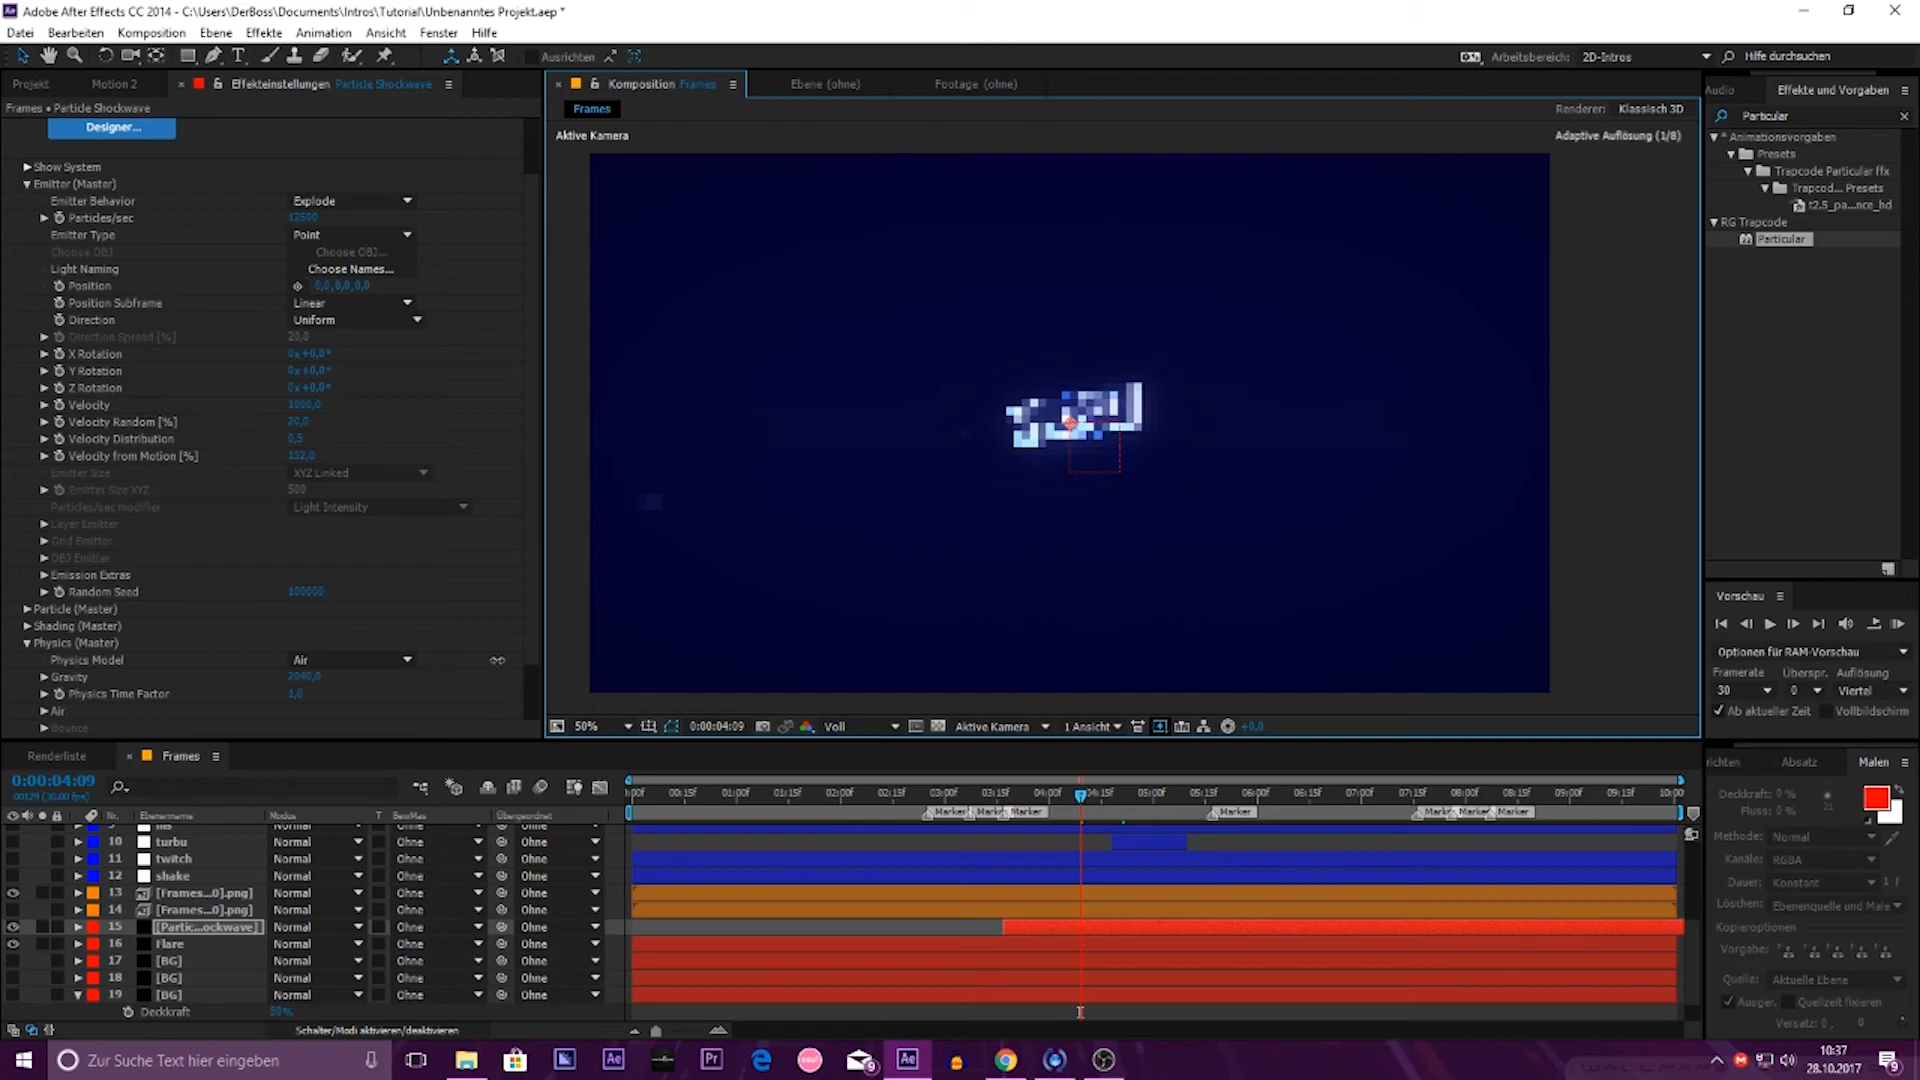 Adobe After Effects CC 2014 - C:\Users\DerBoss\Documents\Intros\Tutorial\Unbenanntes Projekt.aep *
Datei Bearbeiten Komposition Ebene Effekte Animation Ansicht Fenster Hilfe
Ausrichten Arbeitsbereich: 2D-Intros Hilfe durchsuchen
Projekt Motion 2 Effekteinstellungen Particle Shockwave
Komposition Frames Ebene (ohne) Footage (ohne)
Audio Effekte und Vorgaben
Frames • Particle Shockwave
Frames
Renderer: Klassisch 3D
Particular
Designer...
Aktive Kamera
Adaptive Auflösung (1/8)
* Animationsvorgaben
Presets
Trapcode Particular ffx
Trapcod... Presets
t2.5_pa...nce_hd
RG Trapcode
Particular
Show System
Emitter (Master)
Emitter Behavior Explode
Particles/sec 12500
Emitter Type Point
Choose OBJ Choose OBJ...
Light Naming Choose Names...
Position 0,0,0,0,0,0
Position Subframe Linear
Direction Uniform
Direction Spread [%] 20,0
X Rotation 0x+0,0°
Y Rotation 0x+0,0°
Z Rotation 0x+0,0°
Velocity 1000,0
Velocity Random [%] 20,0
Velocity Distribution 0,5
Velocity from Motion [%] 152,0
Emitter Size XYZ Linked
Emitter Size XYZ 500
Particles/sec modifier Light Intensity
Layer Emitter
Grid Emitter
OBJ Emitter
Emission Extras
Random Seed 100000
Particle (Master)
Shading (Master)
Physics (Master)
Physics Model Air
Gravity 2040,0
Physics Time Factor 1,0
Air
Bounce
50% 0:00:04:09 Voll Aktive Kamera 1 Ansicht +0,0
Vorschau
Optionen für RAM-Vorschau
Framerate Überspr. Auflösung
30 0 Viertel
Ab aktueller Zeit Vollbildschirm
Renderliste Frames
0:00:04:09
00129 (30.00 fps)
:00f 00:15f 01:00f 01:15f 02:00f 02:15f 03:00f 03:15f 04:00f 04:15f 05:00f 05:15f 06:00f 06:15f 07:00f 07:15f 08:00f 08:15f 09:00f 09:15f 10:00
Marker Mark Marker Marker Mark Marke Marker
Nr. Ebenenname Modus T BewMas Übergeordnet
10 turbu Normal Ohne Ohne
11 twitch Normal Ohne Ohne
12 shake Normal Ohne Ohne
13 [Frames...0].png] Normal Ohne Ohne
14 [Frames...0].png] Normal Ohne Ohne
15 [Partic...ockwave] Normal Ohne Ohne
16 Flare Normal Ohne Ohne
17 [BG] Normal Ohne Ohne
18 [BG] Normal Ohne Ohne
19 [BG] Normal Ohne Ohne
Deckkraft 50%
Schalter/Modi aktivieren/deaktivieren
richten Absatz Malen
Deckkraft: 0 %
Fluss: 0 %
21
Methode: Normal
Kanäle: RGBA
Dauer: Konstant 1 f
Löschen: Ebenenquelle und Male
Kopieroptionen
Vorgabe:
Quelle: Aktuelle Ebene
Ausger. Quellzeit fixieren
Versatz: 0 , 0
Zur Suche Text hier eingeben
Ae Pr Ae
10:37
28.10.2017